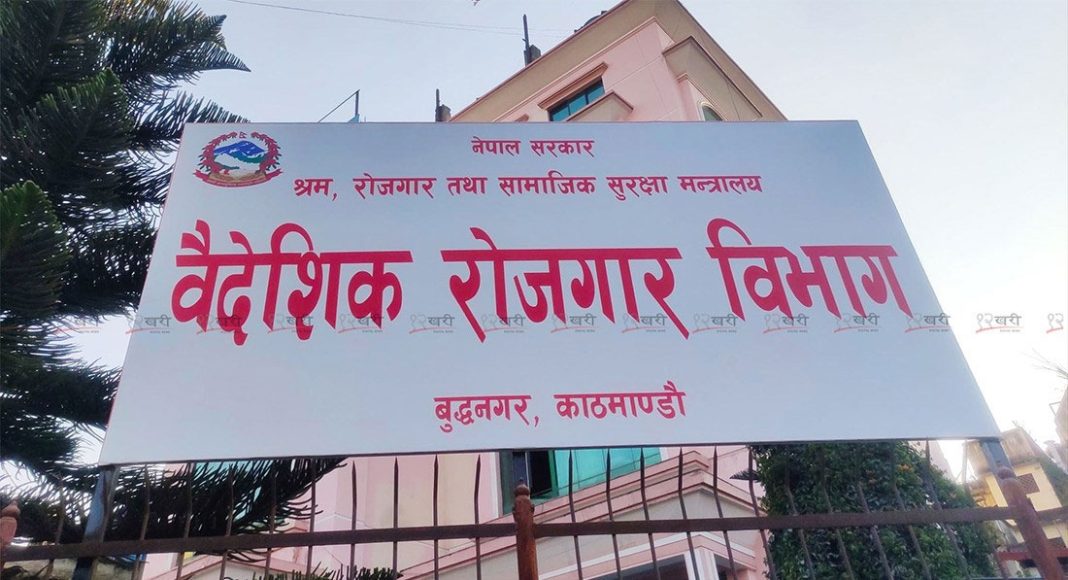 नेपाल सरकार
श्रम, रोजगार तथा सामाजिक सुरक्षा मन्त्रालय
वैदेशिक रोजगार विभाग
बुद्धनगर, काठमाण्डौ